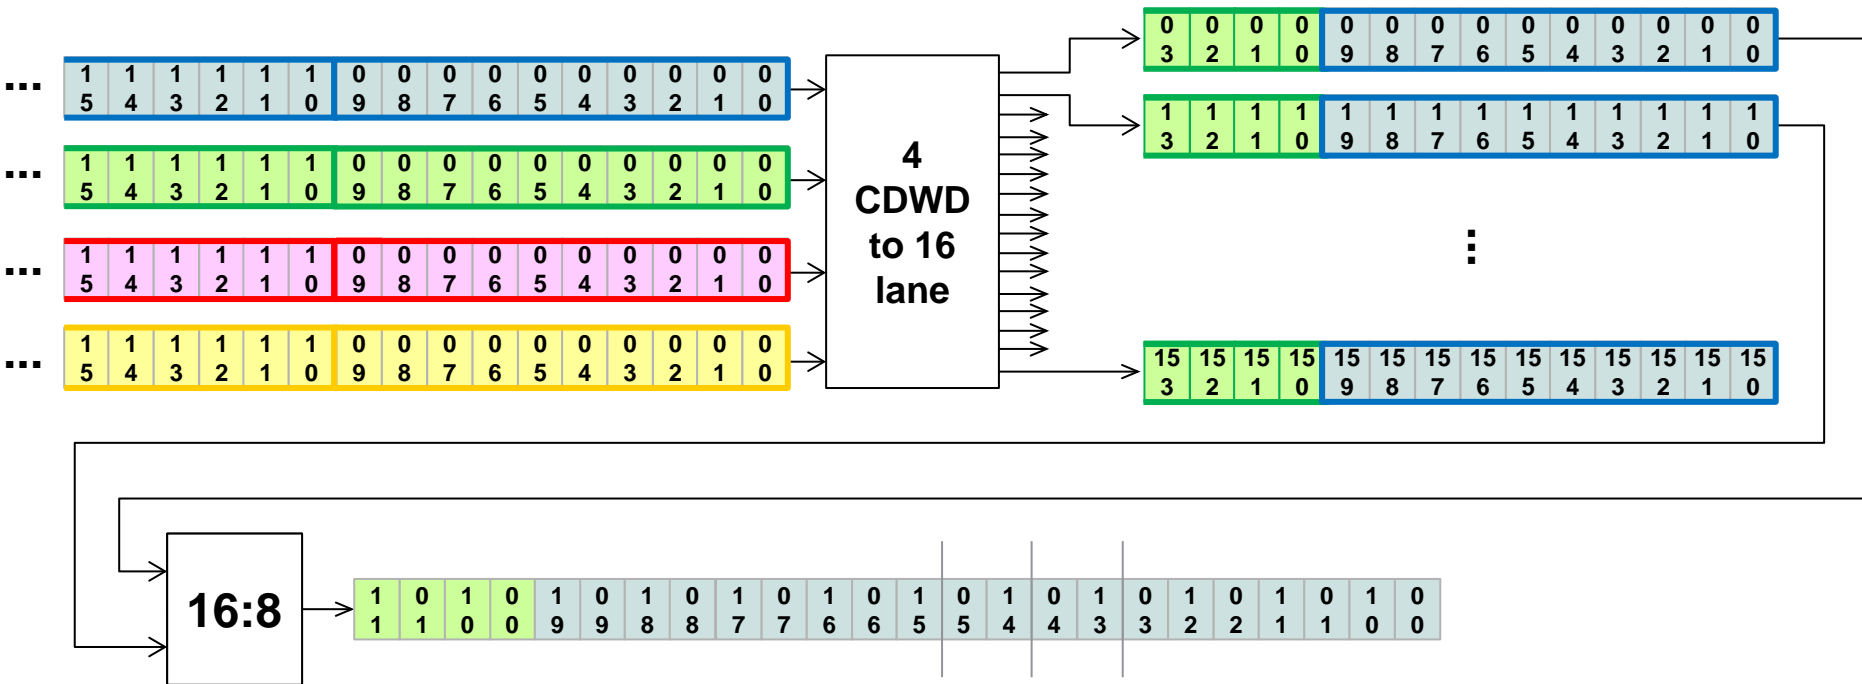 0 0 0 0 0 0 0 0 0 0 0 0 0 0
3 2 1 0 9 8 7 6 5 4 3 2 1 0
... 1 1 1 1 1 1 0 0 0 0 0 0 0 0 0 0
5 4 3 2 1 0 9 8 7 6 5 4 3 2 1 0
1 1 1 1 1 1 1 1 1 1 1 1 1 1
3 2 1 0 9 8 7 6 5 4 3 2 1 0
... 1 1 1 1 1 1 0 0 0 0 0 0 0 0 0 0
5 4 3 2 1 0 9 8 7 6 5 4 3 2 1 0
4
CDWD
to 16
lane
... 1 1 1 1 1 1 0 0 0 0 0 0 0 0 0 0
5 4 3 2 1 0 9 8 7 6 5 4 3 2 1 0
...
... 1 1 1 1 1 1 0 0 0 0 0 0 0 0 0 0
5 4 3 2 1 0 9 8 7 6 5 4 3 2 1 0
15 15 15 15 15 15 15 15 15 15 15 15 15 15
3 2 1 0 9 8 7 6 5 4 3 2 1 0
16:8
1 0 1 0 1 0 1 0 1 0 1 0 1 0 1 0 1 0 1 0 1 0 1 0
1 1 0 0 9 9 8 8 7 7 6 6 5 5 4 4 3 3 2 2 1 1 0 0